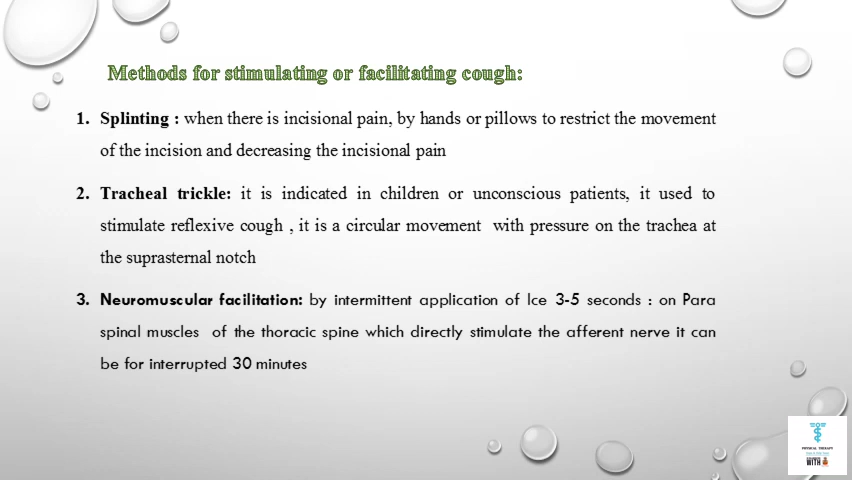 Methods for stimulating or facilitating cough:
1. Splinting : when there is incisional pain, by hands or pillows to restrict the movement
of the incision and decreasing the incisional pain
2. Tracheal trickle: it is indicated in children or unconscious patients, it used to
stimulate reflexive cough , it is a circular movement with pressure on the trachea at
the suprasternal notch
3. Neuromuscular facilitation: by intermittent application of Ice 3-5 seconds : on Para
spinal muscles of the thoracic spine which directly stimulate the afferent nerve it can
be for interrupted 30 minutes
PHYSICAL THERAPY
WITH